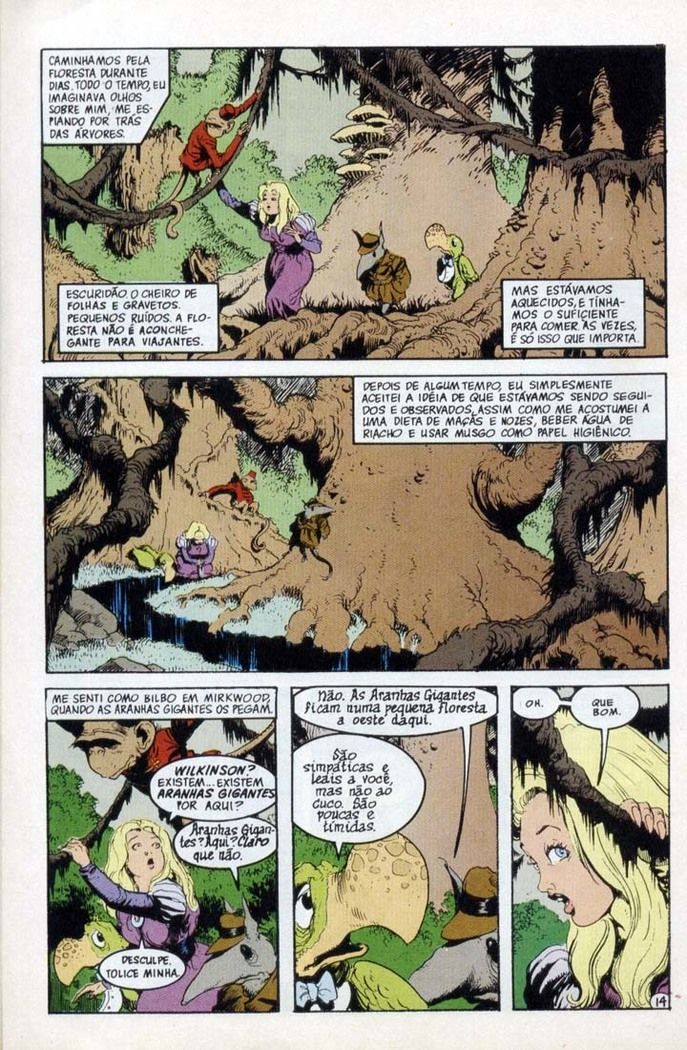 CAMINHAMOS PELA
FLORESTA DURANTE
DIAS. TODO O TEMPO, EU
IMAGINAVA OLHOS
SOBRE MIM, ME ES-
PIANDO POR TRÁS
DAS ÁRVORES.
ESCURIDÃO. O CHEIRO DE
FOLHAS E GRAVETOS.
PEQUENOS RUÍDOS. A FLO-
RESTA NÃO É ACONCHE-
GANTE PARA VIAJANTES.
MAS ESTÁVAMOS
AQUECIDOS, E TÍNHA-
MOS O SUFICIENTE
PARA COMER. ÀS VEZES,
É SÓ ISSO QUE IMPORTA.
DEPOIS DE ALGUM TEMPO, EU SIMPLESMENTE
ACEITEI A IDÉIA DE QUE ESTÁVAMOS SENDO SEGUI-
DOS E OBSERVADOS, ASSIM COMO ME ACOSTUMEI A
UMA DIETA DE MAÇÃS E NOZES, BEBER ÁGUA DE
RIACHO E USAR MUSGO COMO PAPEL HIGIÊNICO.
ME SENTI COMO BILBO EM MIRKWOOD,
QUANDO AS ARANHAS GIGANTES OS PEGAM.
WILKINSON?
EXISTEM... EXISTEM
ARANHAS GIGANTES
POR AQUI?
Aranhas Gigan-
tes? Aqui? Claro
que não.
DESCULPE.
TOLICE MINHA.
Não. As Aranhas Gigantes
ficam numa pequena floresta
a oeste daqui.
São
simpáticas e
leais a você,
mas não ao
cuco. São
poucas e
tímidas.
OH.
QUE
BOM.
14